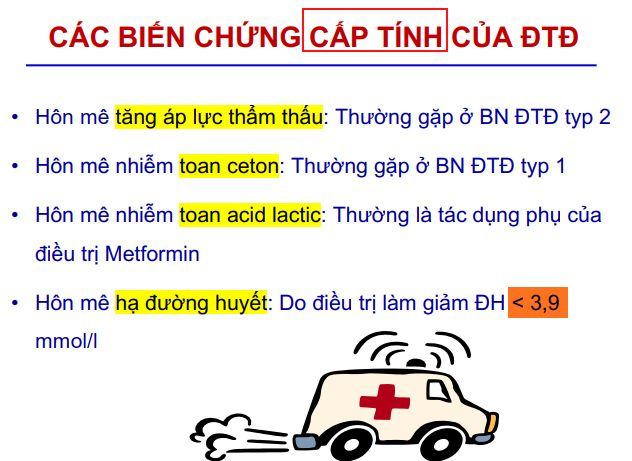 CÁC BIẾN CHỨNG CẤP TÍNH CỦA ĐTĐ
• Hôn mê tăng áp lực thẩm thấu: Thường gặp ở BN ĐTĐ typ 2
• Hôn mê nhiễm toan ceton: Thường gặp ở BN ĐTĐ typ 1
• Hôn mê nhiễm toan acid lactic: Thường là tác dụng phụ của
điều trị Metformin
• Hôn mê hạ đường huyết: Do điều trị làm giảm ĐH < 3,9
mmol/l